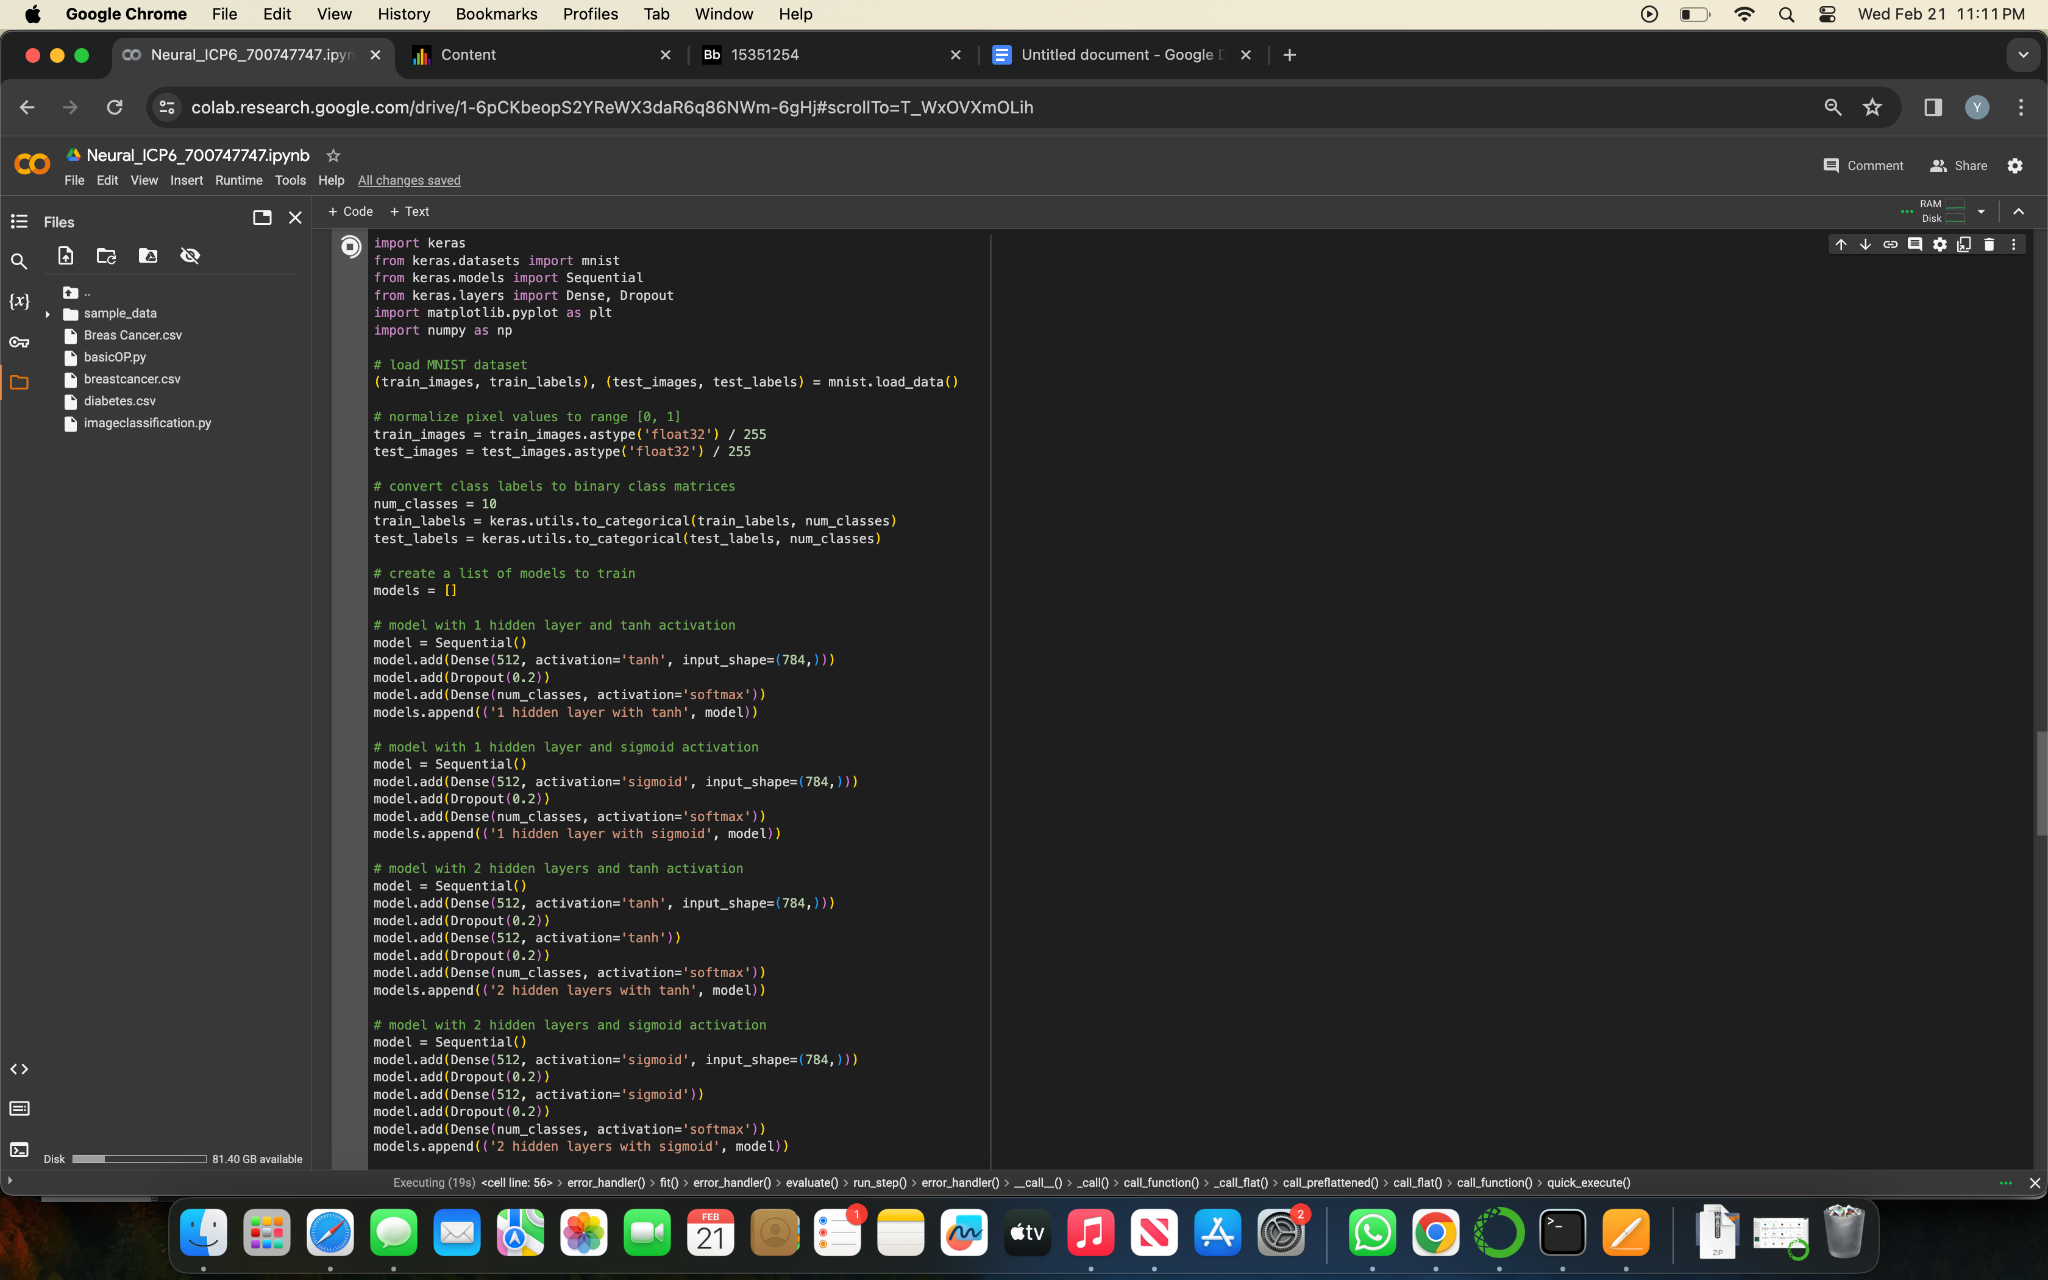 Google Chrome File Edit View History Bookmarks Profiles Tab Window Help Wed Feb 21 11:11 PM
Neural_ICP6_700747747.ipyn Content Bb 15351254 Untitled document - Google D
colab.research.google.com/drive/1-6pCKbeopS2YReWX3daR6q86NWm-6gHj#scrollTo=T_WxOVXmOLih Y
Neural_ICP6_700747747.ipynb
File Edit View Insert Runtime Tools Help All changes saved
Comment Share
Files
+ Code + Text
RAM
Disk
..
sample_data
Breas Cancer.csv
basicOP.py
breastcancer.csv
diabetes.csv
imageclassification.py
{x}
import keras
from keras.datasets import mnist
from keras.models import Sequential
from keras.layers import Dense, Dropout
import matplotlib.pyplot as plt
import numpy as np
# load MNIST dataset
(train_images, train_labels), (test_images, test_labels) = mnist.load_data()
# normalize pixel values to range [0, 1]
train_images = train_images.astype('float32') / 255
test_images = test_images.astype('float32') / 255
# convert class labels to binary class matrices
num_classes = 10
train_labels = keras.utils.to_categorical(train_labels, num_classes)
test_labels = keras.utils.to_categorical(test_labels, num_classes)
# create a list of models to train
models = []
# model with 1 hidden layer and tanh activation
model = Sequential()
model.add(Dense(512, activation='tanh', input_shape=(784,)))
model.add(Dropout(0.2))
model.add(Dense(num_classes, activation='softmax'))
models.append(('1 hidden layer with tanh', model))
# model with 1 hidden layer and sigmoid activation
model = Sequential()
model.add(Dense(512, activation='sigmoid', input_shape=(784,)))
model.add(Dropout(0.2))
model.add(Dense(num_classes, activation='softmax'))
models.append(('1 hidden layer with sigmoid', model))
# model with 2 hidden layers and tanh activation
model = Sequential()
model.add(Dense(512, activation='tanh', input_shape=(784,)))
model.add(Dropout(0.2))
model.add(Dense(512, activation='tanh'))
model.add(Dropout(0.2))
model.add(Dense(num_classes, activation='softmax'))
models.append(('2 hidden layers with tanh', model))
# model with 2 hidden layers and sigmoid activation
model = Sequential()
model.add(Dense(512, activation='sigmoid', input_shape=(784,)))
model.add(Dropout(0.2))
model.add(Dense(512, activation='sigmoid'))
model.add(Dropout(0.2))
model.add(Dense(num_classes, activation='softmax'))
models.append(('2 hidden layers with sigmoid', model))
Disk 81.40 GB available
Executing (19s) <cell line: 56> > error_handler() > fit() > error_handler() > evaluate() > run_step() > error_handler() > __call__() > _call() > call_function() > _call_flat() > call_preflattened() > call_flat() > call_function() > quick_execute()
FEB
21
1
tv
2
ZIP